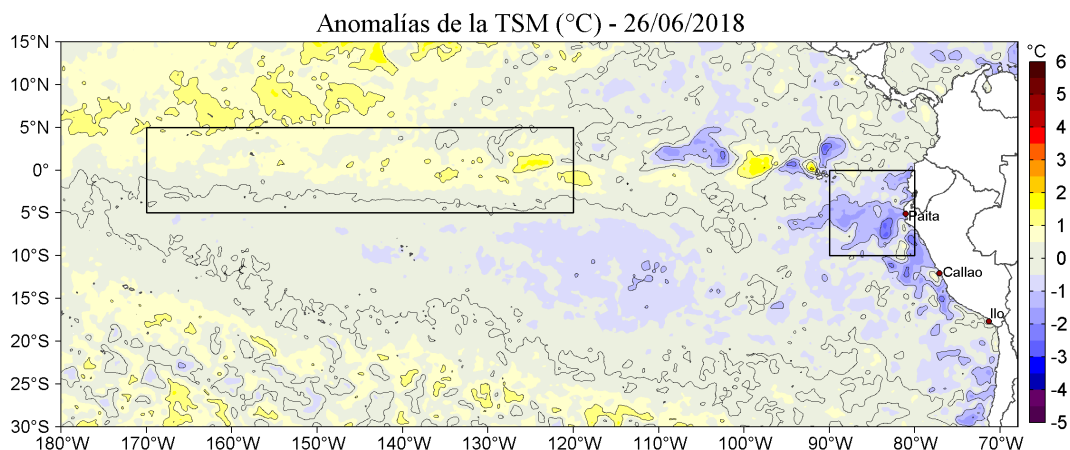 Anomalías de la TSM (°C) - 26/06/2018
15°N
10°N
5°N
0°
5°S
10°S
15°S
20°S
25°S
30°S
180°W
170°W
160°W
150°W
140°W
130°W
120°W
110°W
100°W
90°W
80°W
70°W
Paita
Callao
Ilo
°C
6
5
4
3
2
1
0
-1
-2
-3
-4
-5